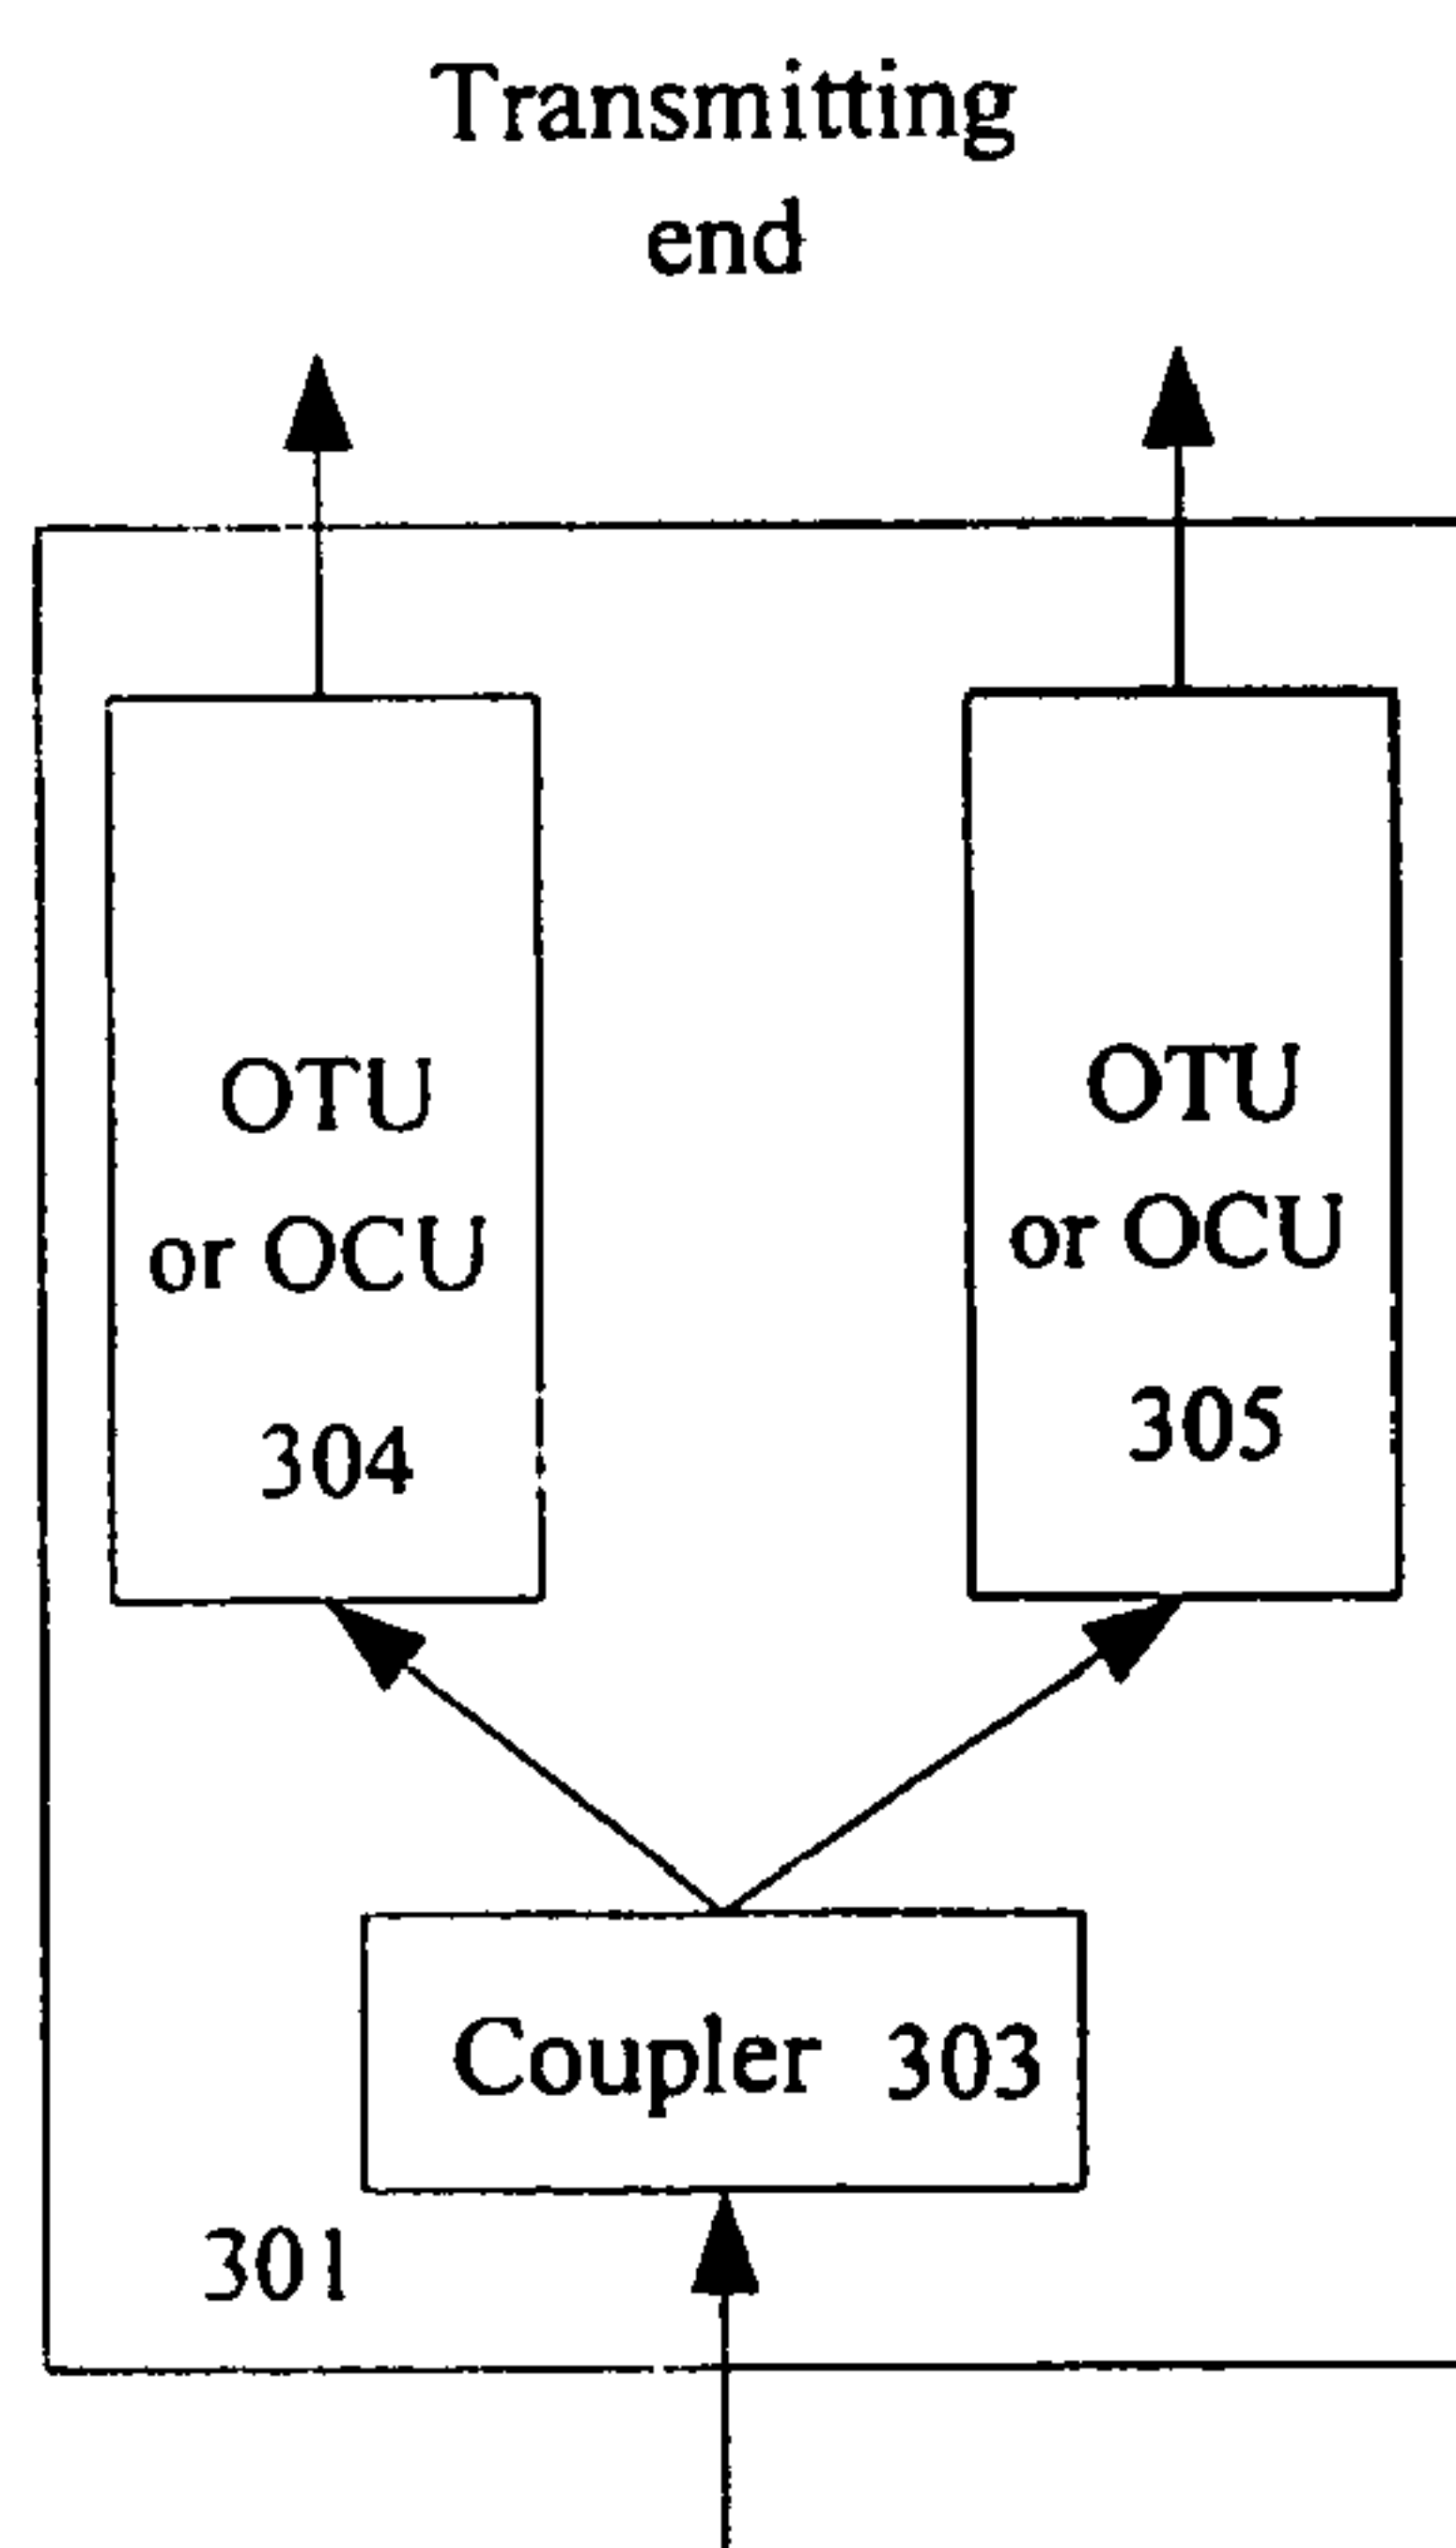 Transmitting
end
OTU
or OCU
304
OTU
or OCU
305
Coupler 303
301